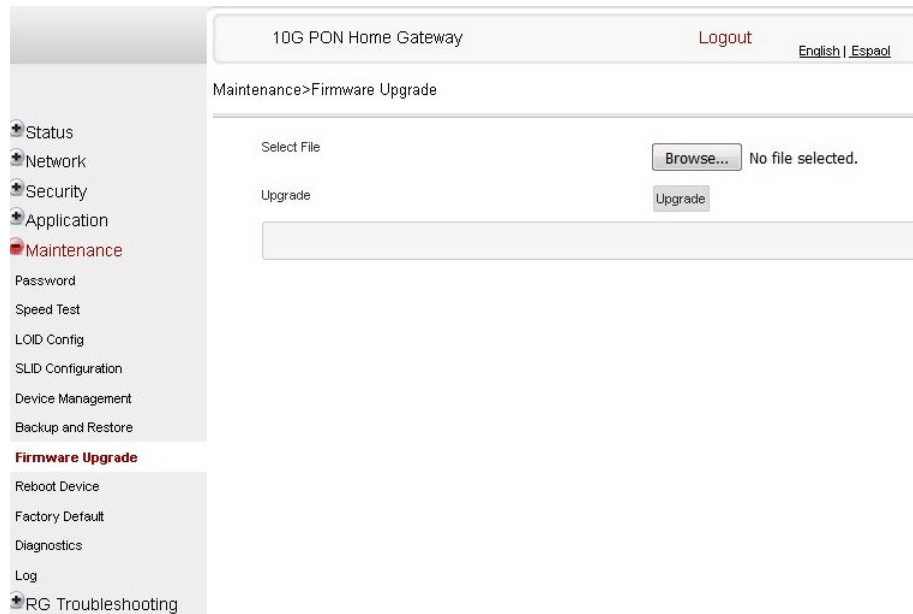 10G PON Home Gateway
Logout
English | Espaol
Maintenance>Firmware Upgrade
Status
Network
Security
Application
Maintenance
Password
Speed Test
LOID Config
SLID Configuration
Device Management
Backup and Restore
Firmware Upgrade
Reboot Device
Factory Default
Diagnostics
Log
RG Troubleshooting
Select File
Browse... No file selected.
Upgrade
Upgrade